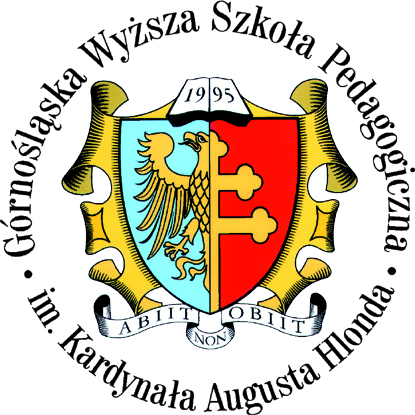 Górnośląska Wyższa Szkoła Pedagogiczna
im. Kardynała Augusta Hlonda
1995
ABIIT NON OBIIT